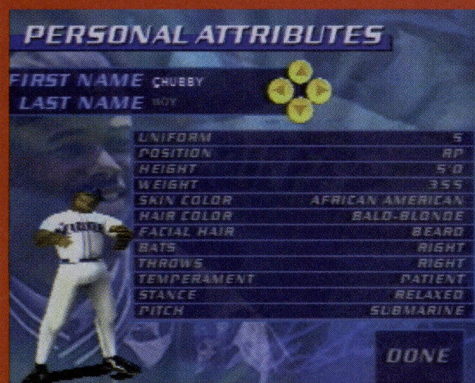 PERSONAL ATTRIBUTES
FIRST NAME CHUBBY
LAST NAME BOY
UNIFORM 5
POSITION RP
HEIGHT 5'0
WEIGHT 355
SKIN COLOR AFRICAN AMERICAN
HAIR COLOR BALD-BLONDE
FACIAL HAIR BEARD
BATS RIGHT
THROWS RIGHT
TEMPERAMENT PATIENT
STANCE RELAXED
PITCH SUBMARINE
DONE